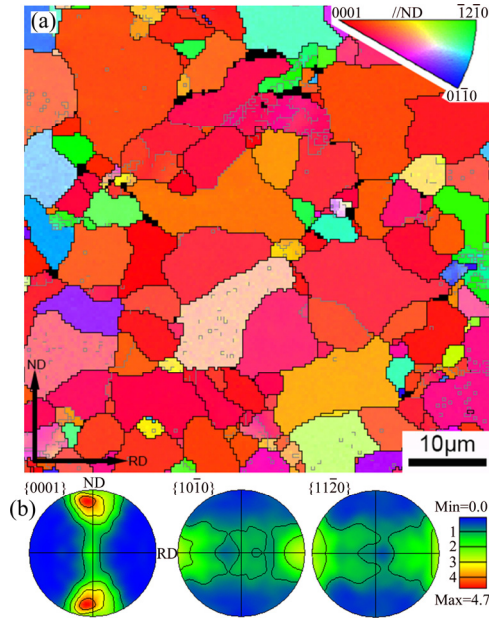 (a)
0001 //ND 1̄21̄0
011̄0
ND
RD
10μm
(b)
{0001} ND {101̄0} {112̄0} Min=0.0
RD
1
2
3
4
Max=4.7